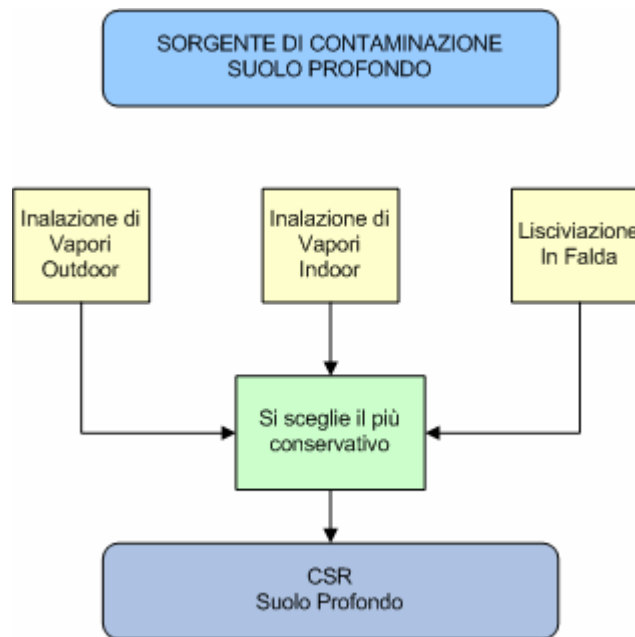 SORGENTE DI CONTAMINAZIONE
SUOLO PROFONDO
Inalazione di
Vapori
Outdoor
Inalazione di
Vapori
Indoor
Lisciviazione
In Falda
Si sceglie il più
conservativo
CSR
Suolo Profondo